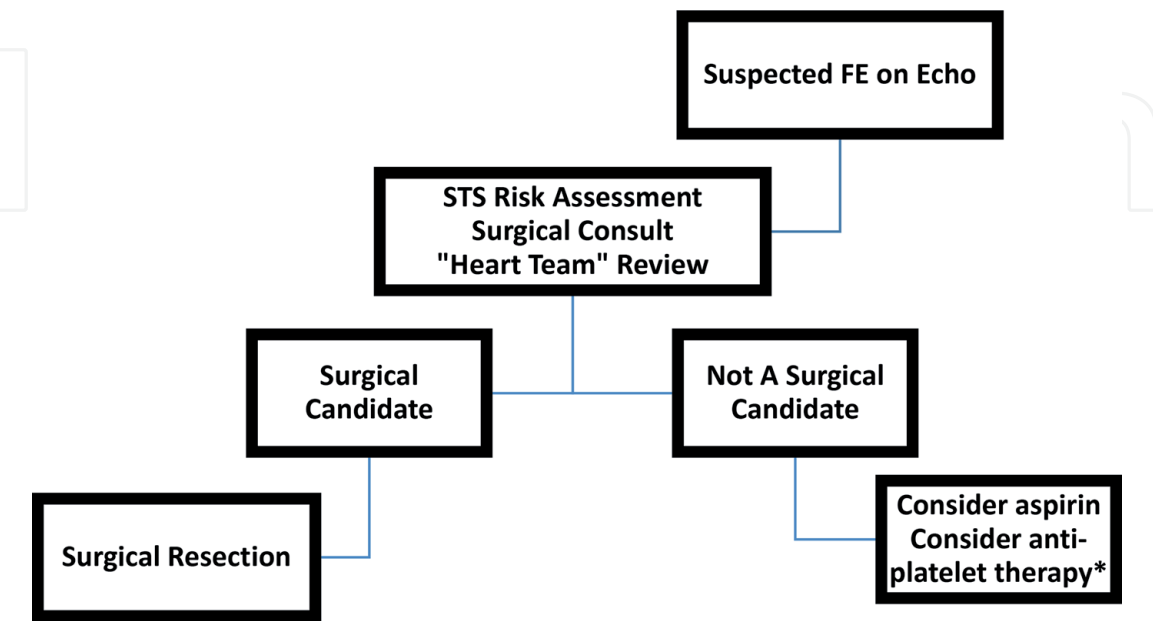 Suspected FE on Echo
STS Risk Assessment
Surgical Consult
"Heart Team" Review
Surgical
Candidate
Not A Surgical
Candidate
Surgical Resection
Consider aspirin
Consider anti-
platelet therapy*